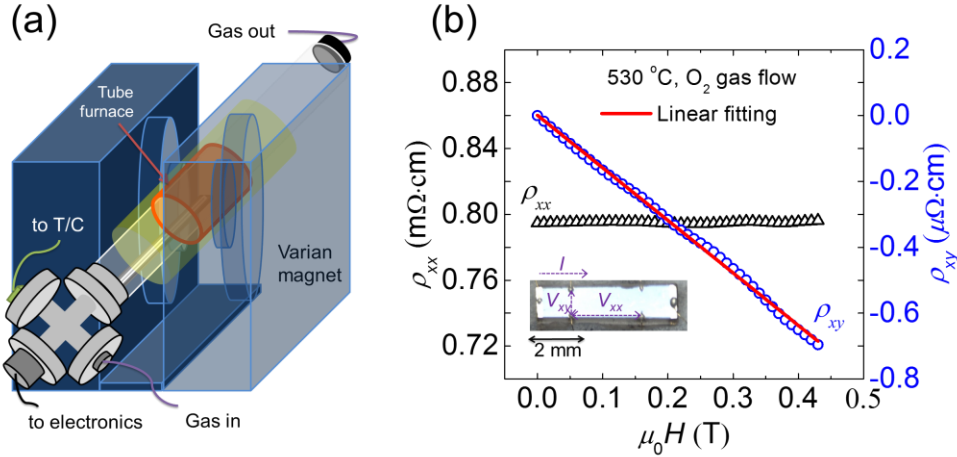 (a)
Gas out
Tube
furnace
to T/C
Varian
magnet
to electronics
Gas in
(b)
530 °C, O₂ gas flow
Linear fitting
ρxx
ρxy
I
Vxy
Vxx
2 mm
ρxx (mΩ·cm)
0.88
0.84
0.80
0.76
0.72
ρxy (μΩ·cm)
0.2
0.0
-0.2
-0.4
-0.6
-0.8
0.0 0.1 0.2 0.3 0.4 0.5
μ₀H (T)